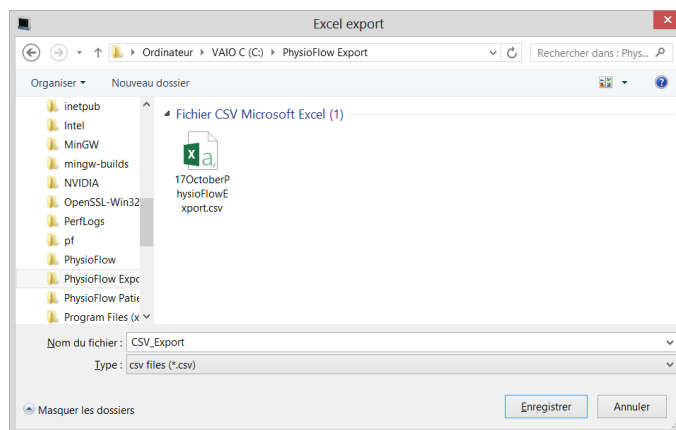 Excel export
Ordinateur VAIO C (C:) PhysioFlow Export
Rechercher dans : Phys...
Organiser Nouveau dossier
inetpub
Intel
MinGW
mingw-builds
NVIDIA
OpenSSL-Win32
PerfLogs
pf
PhysioFlow
PhysioFlow Expo
PhysioFlow Patie
Program Files (x
Fichier CSV Microsoft Excel (1)
X a,
17OctoberP
hysioFlowE
xport.csv
Nom du fichier : CSV_Export
Type : csv files (*.csv)
Masquer les dossiers
Enregistrer Annuler